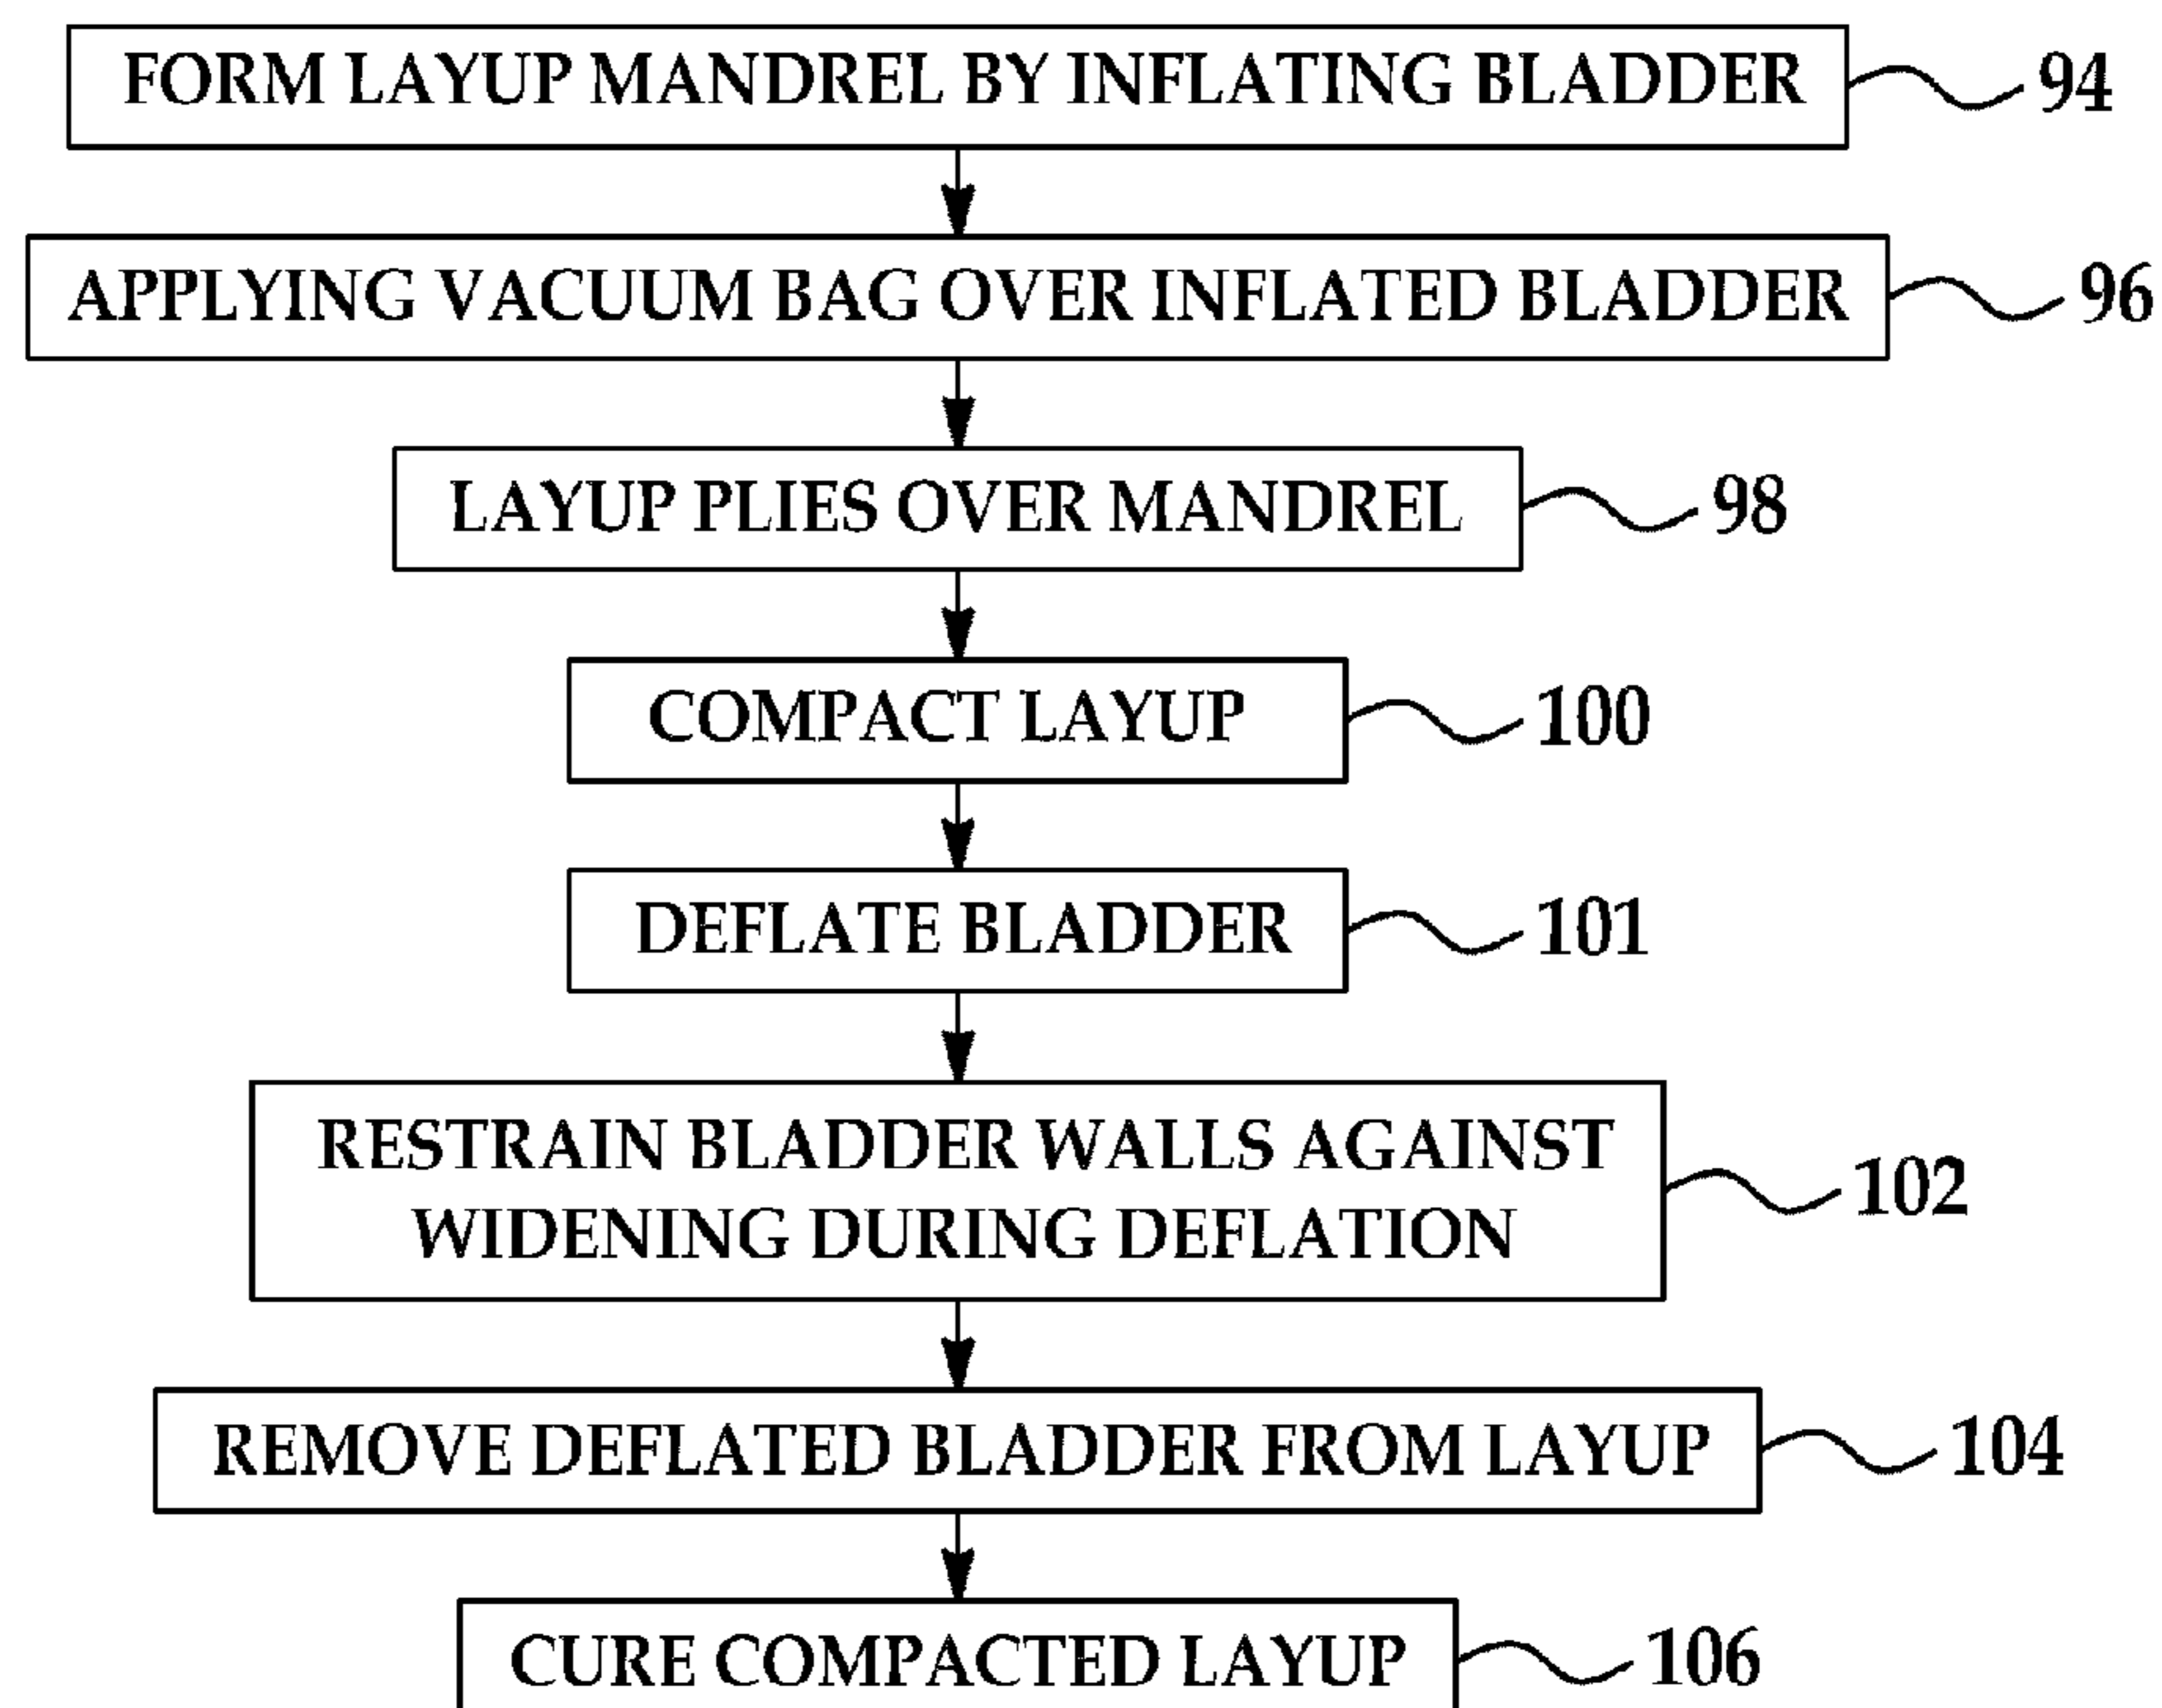 FORM LAYUP MANDREL BY INFLATING BLADDER 94
APPLYING VACUUM BAG OVER INFLATED BLADDER 96
LAYUP PLIES OVER MANDREL 98
COMPACT LAYUP 100
DEFLATE BLADDER 101
RESTRAIN BLADDER WALLS AGAINST
WIDENING DURING DEFLATION 102
REMOVE DEFLATED BLADDER FROM LAYUP 104
CURE COMPACTED LAYUP 106